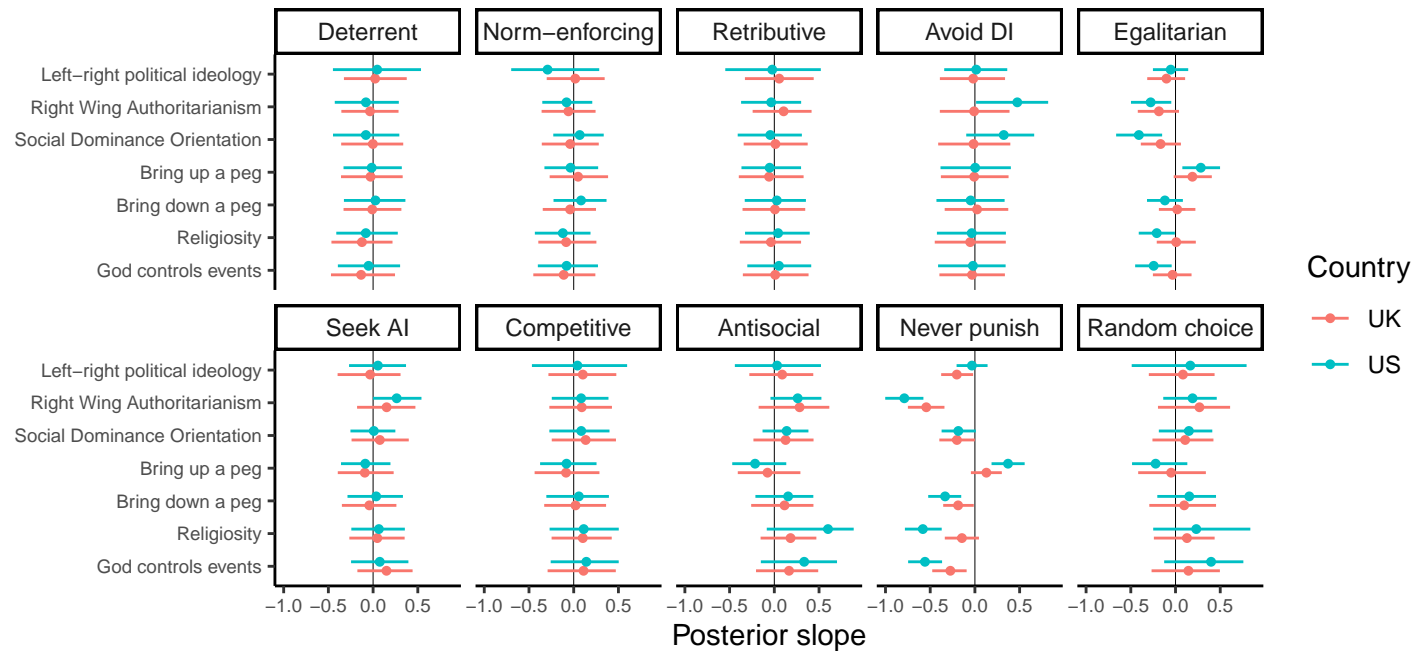 Deterrent Norm−enforcing Retributive Avoid DI Egalitarian
Left−right political ideology
Right Wing Authoritarianism
Social Dominance Orientation
Bring up a peg
Bring down a peg
Religiosity
God controls events
Seek AI Competitive Antisocial Never punish Random choice
Left−right political ideology
Right Wing Authoritarianism
Social Dominance Orientation
Bring up a peg
Bring down a peg
Religiosity
God controls events
−1.0 −0.5 0.0 0.5 −1.0 −0.5 0.0 0.5 −1.0 −0.5 0.0 0.5 −1.0 −0.5 0.0 0.5 −1.0 −0.5 0.0 0.5
Posterior slope
Country
UK
US